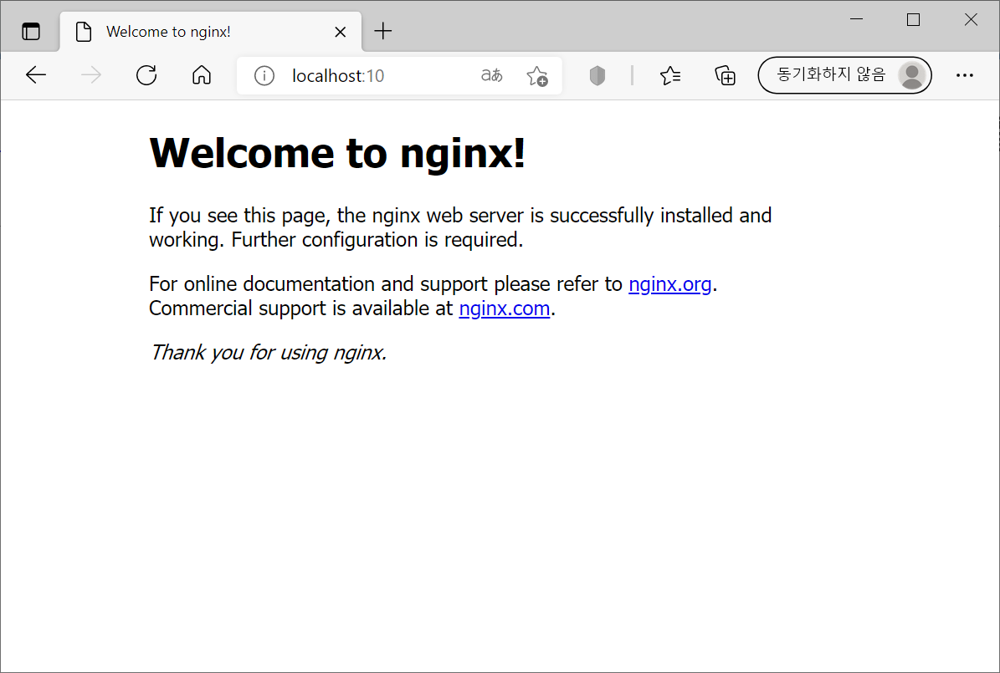 Welcome to nginx!
localhost:10
aあ
동기화하지 않음
Welcome to nginx!
If you see this page, the nginx web server is successfully installed and
working. Further configuration is required.
For online documentation and support please refer to nginx.org.
Commercial support is available at nginx.com.
Thank you for using nginx.